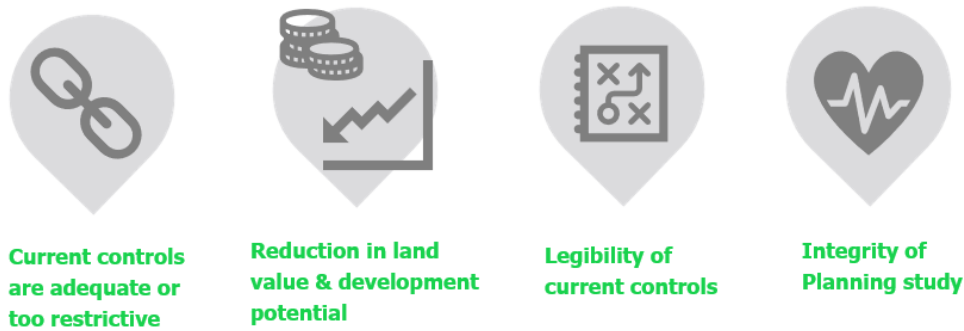 Current controls
are adequate or
too restrictive
Reduction in land
value & development
potential
Legibility of
current controls
Integrity of
Planning study